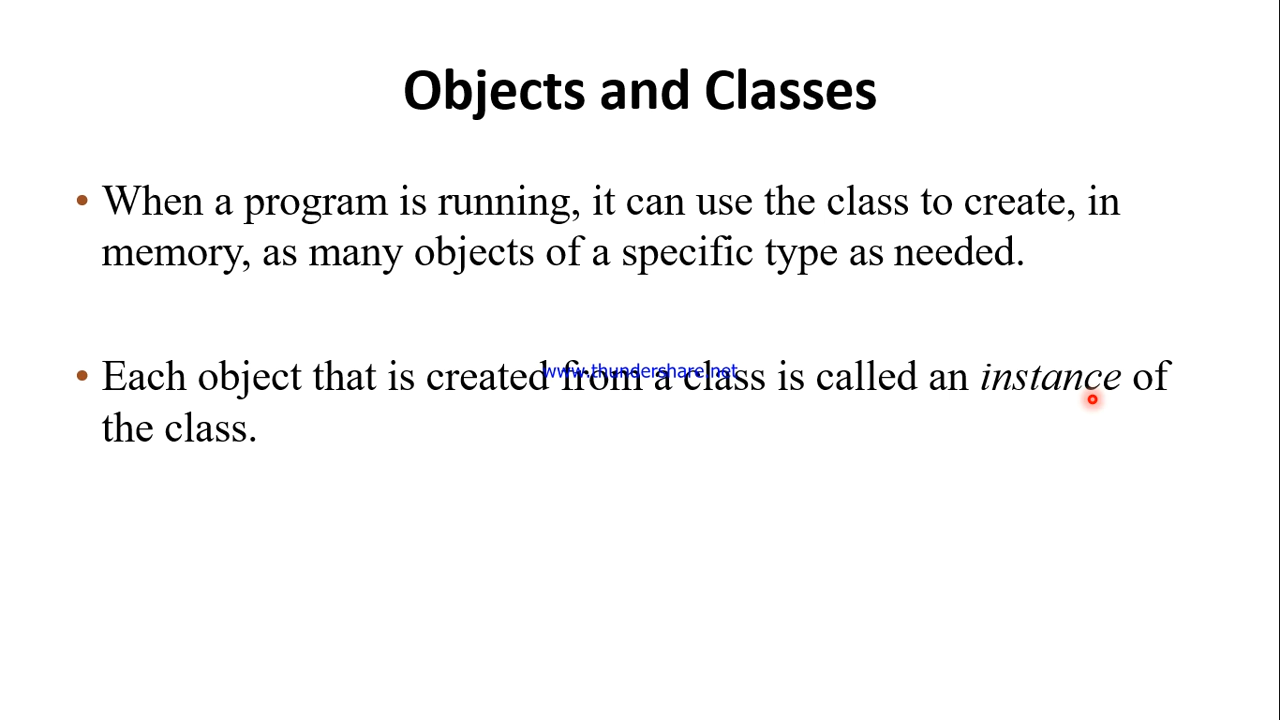 Objects and Classes
• When a program is running, it can use the class to create, in
memory, as many objects of a specific type as needed.
• Each object that is created from a class is called an instance of
www.thundershare.net
the class.